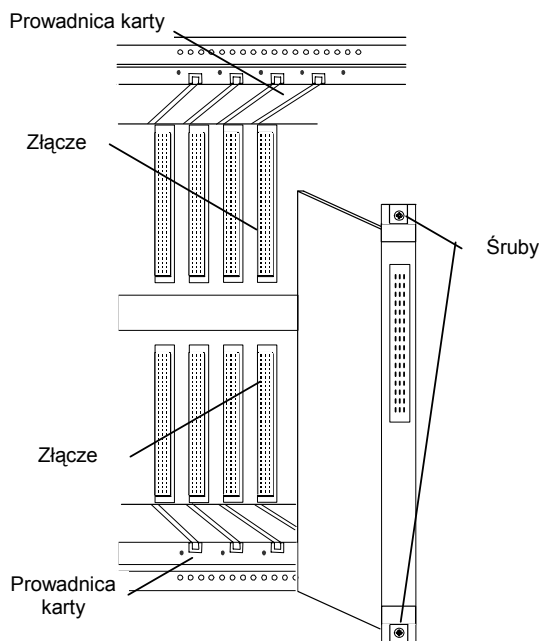 Prowadnica karty
Złącze
Śruby
Złącze
Prowadnica
karty